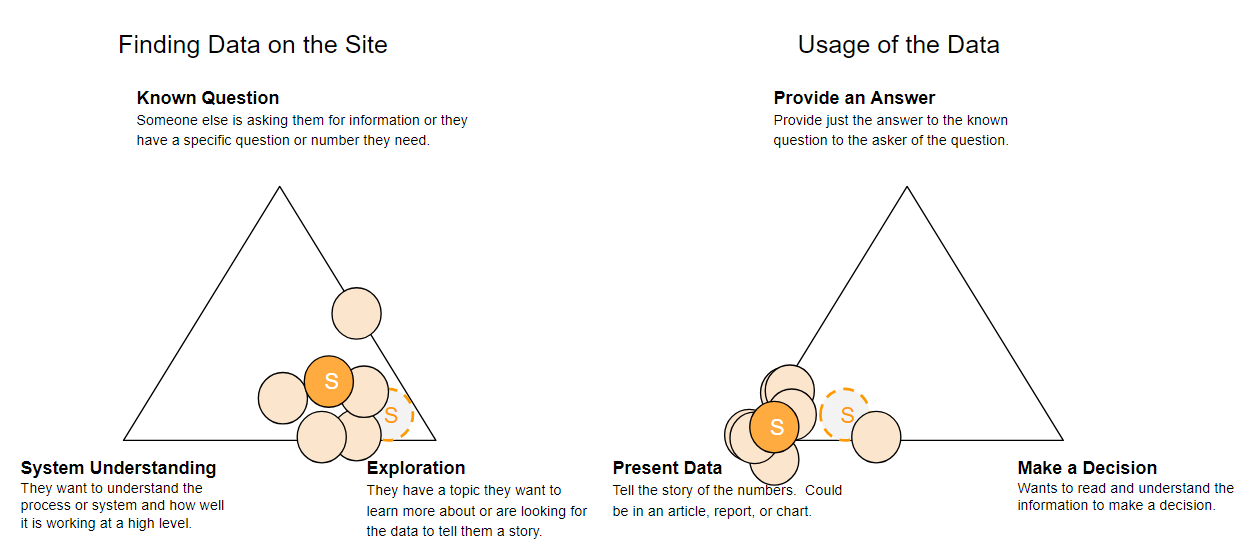 Finding Data on the Site
Known Question
Someone else is asking them for information or they
have a specific question or number they need.
S
S
System Understanding
They want to understand the
process or system and how well
it is working at a high level.
Exploration
They have a topic they want to
learn more about or are looking for
the data to tell them a story.
Usage of the Data
Provide an Answer
Provide just the answer to the known
question to the asker of the question.
S
S
Present Data
Tell the story of the numbers.  Could
be in an article, report, or chart.
Make a Decision
Wants to read and understand the
information to make a decision.